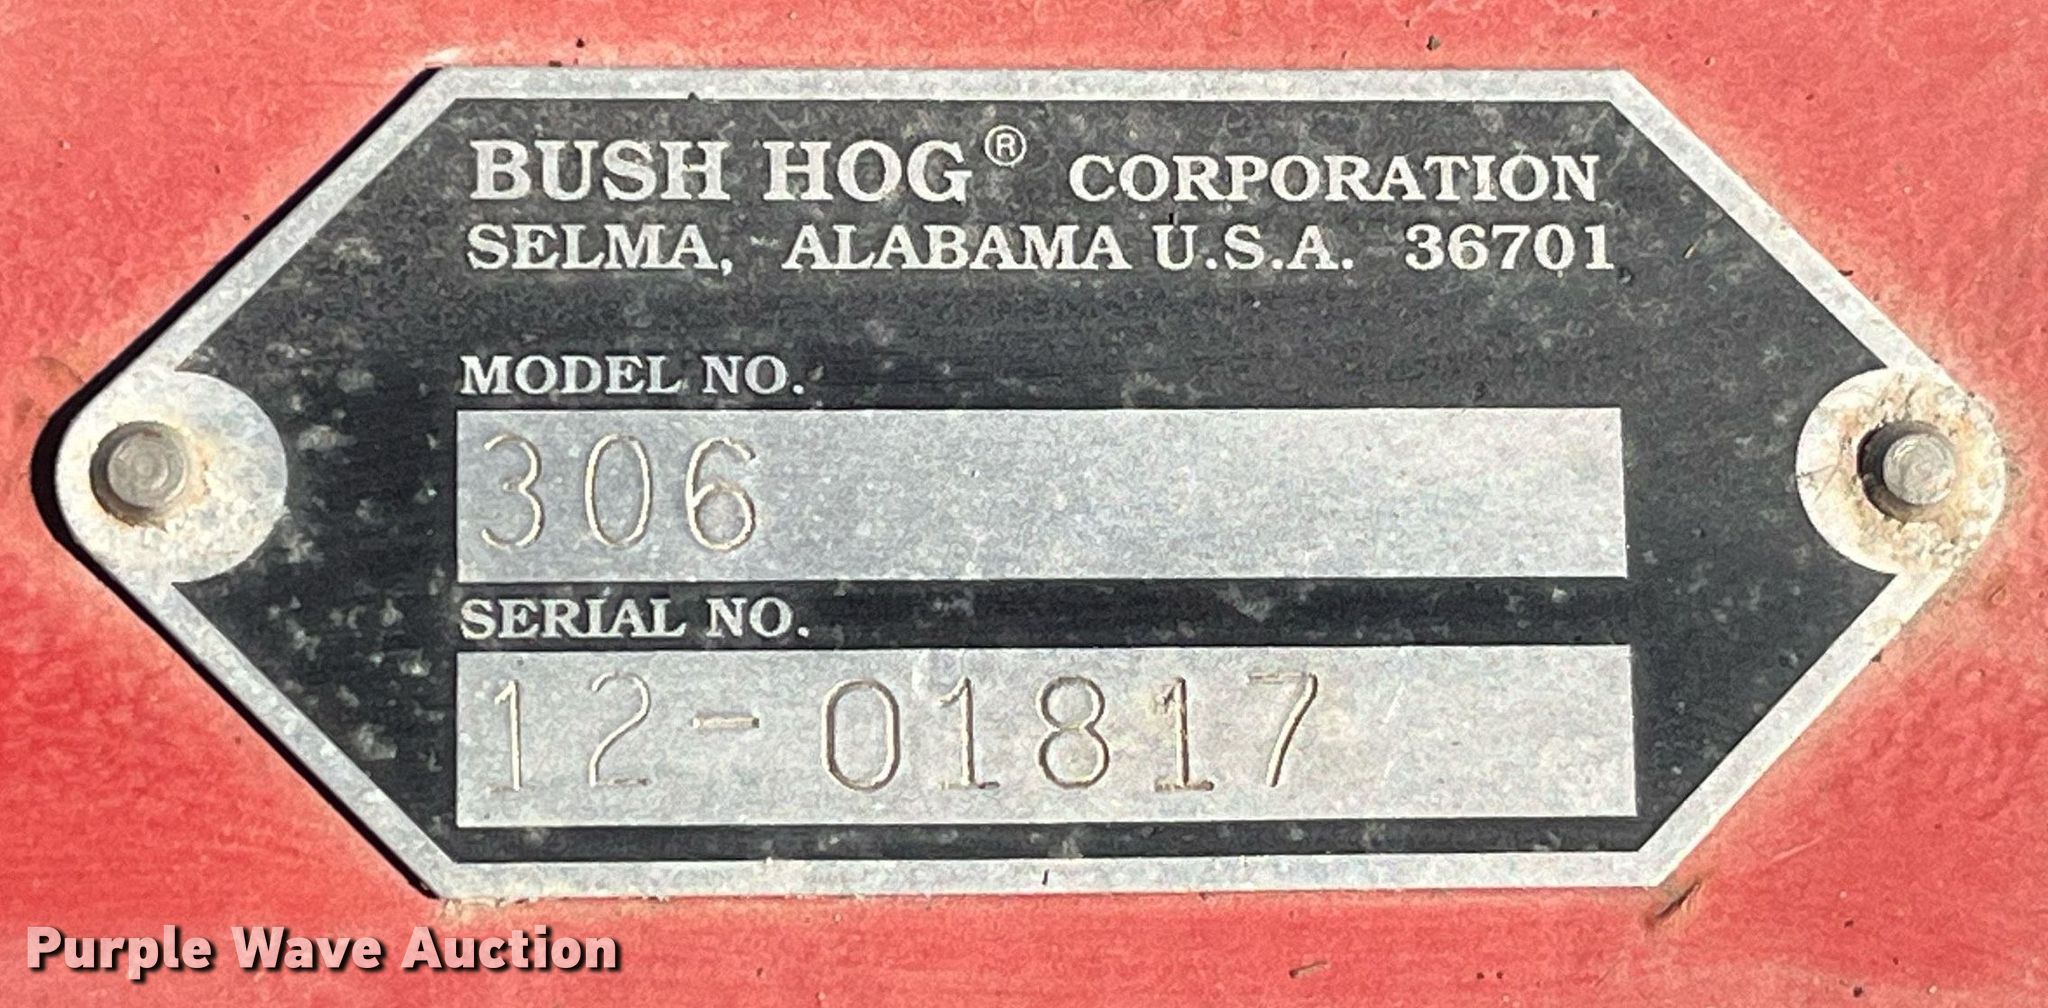 BUSH HOG® CORPORATION
SELMA, ALABAMA U.S.A. 36701
MODEL NO.
306
SERIAL NO.
12-01817
Purple Wave Auction